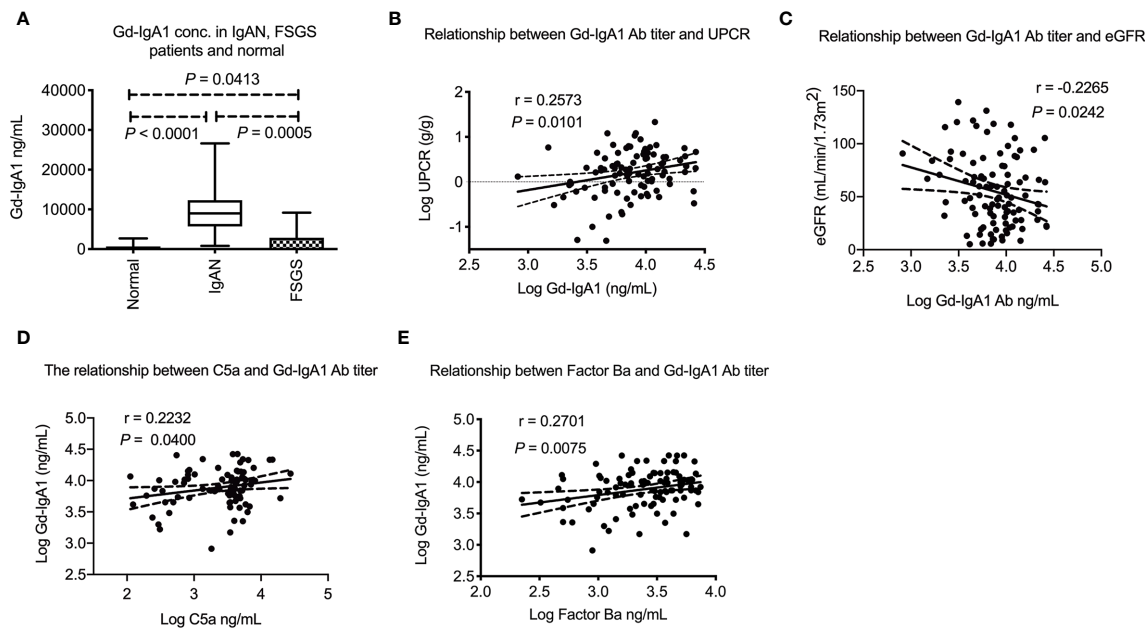 A
Gd-IgA1 conc. in IgAN, FSGS
patients and normal
P = 0.0413
P < 0.0001
P = 0.0005
Gd-IgA1 ng/mL
40000
30000
20000
10000
0
Normal
IgAN
FSGS
B
Relationship between Gd-IgA1 Ab titer and UPCR
r = 0.2573
P = 0.0101
Log UPCR (g/g)
2
1
0
-1
2.5
3.0
3.5
4.0
4.5
Log Gd-IgA1 (ng/mL)
C
Relationship between Gd-IgA1 Ab titer and eGFR
r = -0.2265
P = 0.0242
eGFR (mL/min/1.73m²)
150
100
50
0
2.5
3.0
3.5
4.0
4.5
5.0
Log Gd-IgA1 Ab ng/mL
D
The relationship between C5a and Gd-IgA1 Ab titer
r = 0.2232
P = 0.0400
Log Gd-IgA1 (ng/mL)
5.0
4.5
4.0
3.5
3.0
2.5
2
3
4
5
Log C5a ng/mL
E
Relationship betwen Factor Ba and Gd-IgA1 Ab titer
r = 0.2701
P = 0.0075
Log Gd-IgA1 (ng/mL)
5.0
4.5
4.0
3.5
3.0
2.5
2.0
2.5
3.0
3.5
4.0
Log Factor Ba ng/mL